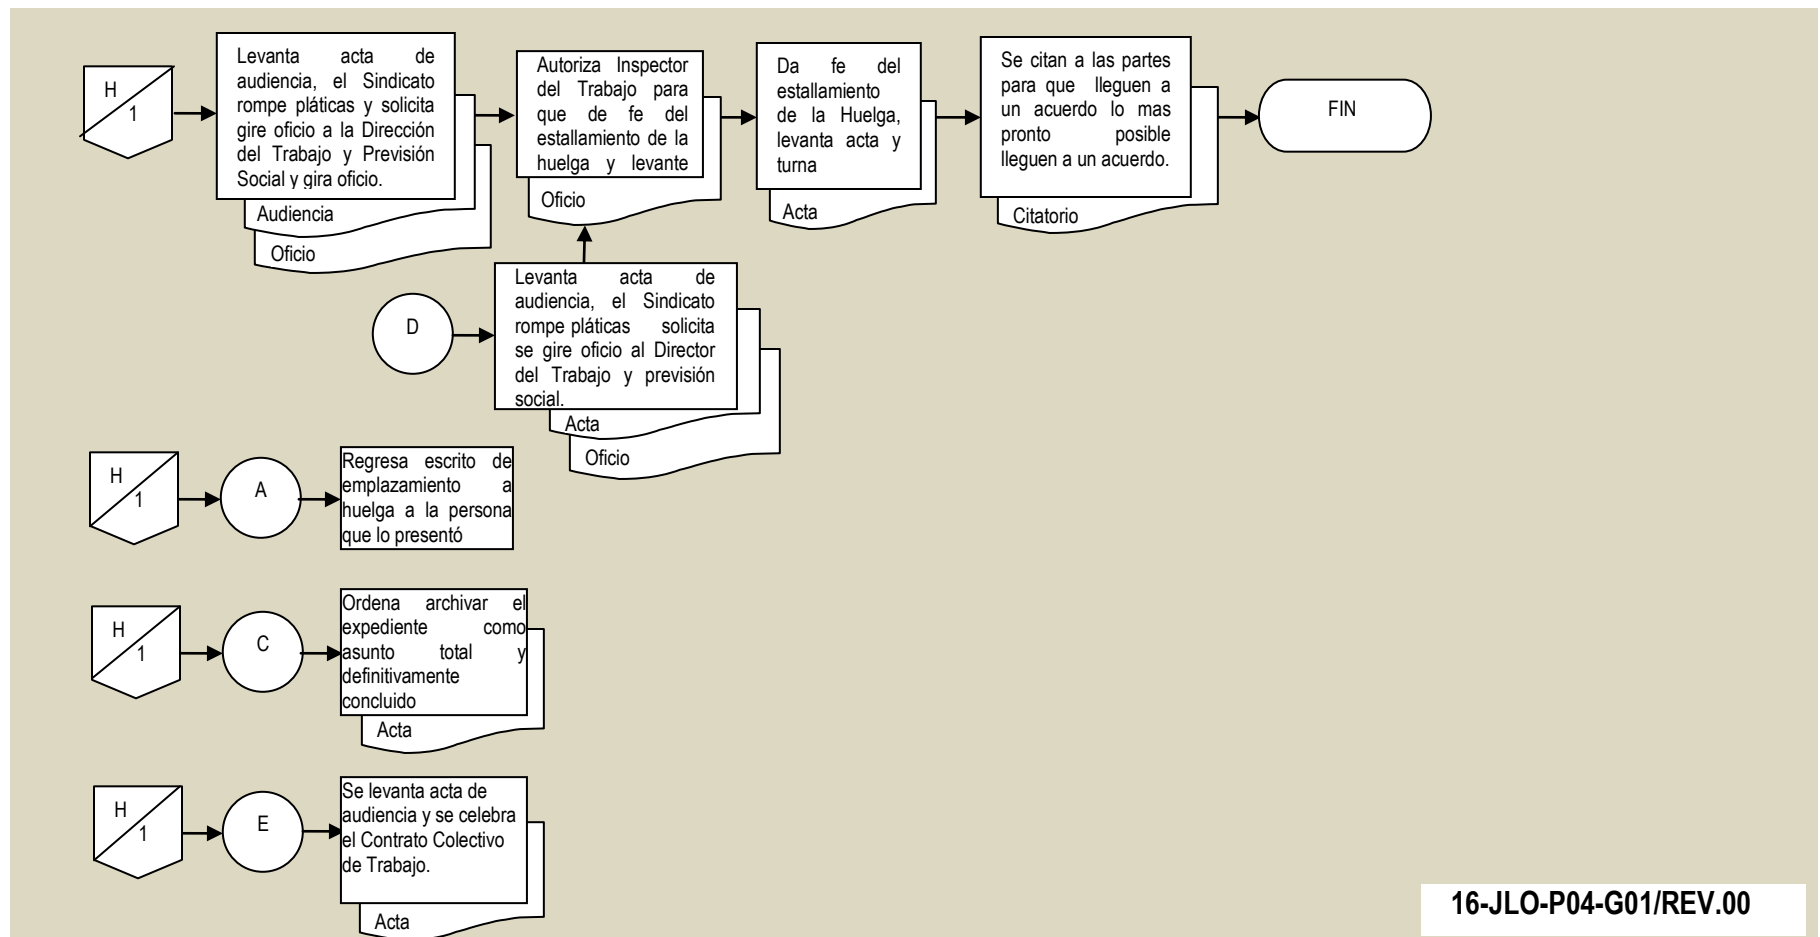 H
1
Levanta acta de
audiencia, el Sindicato
rompe pláticas y solicita
gire oficio a la Dirección
del Trabajo y Previsión
Social y gira oficio.
Audiencia
Oficio
Autoriza Inspector
del Trabajo para
que de fe del
estallamiento de la
huelga y levante
Oficio
Da fe del
estallamiento
de la Huelga,
levanta acta y
turna
Acta
Se citan a las partes
para que lleguen a
un acuerdo lo mas
pronto posible
lleguen a un acuerdo.
Citatorio
FIN
D
Levanta acta de
audiencia, el Sindicato
rompe pláticas solicita
se gire oficio al Director
del Trabajo y previsión
social.
Acta
Oficio
H
1
A
Regresa escrito de
emplazamiento a
huelga a la persona
que lo presentó
H
1
C
Ordena archivar el
expediente como
asunto total y
definitivamente
concluido
Acta
H
1
E
Se levanta acta de
audiencia y se celebra
el Contrato Colectivo
de Trabajo.
Acta
16-JLO-P04-G01/REV.00